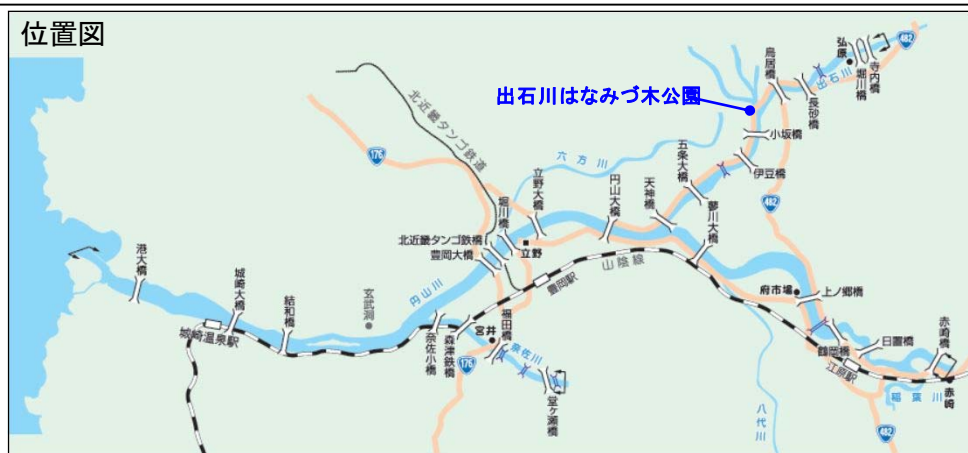 位置図
出石川はなみづ木公園
482
弘原
寺内橋
堀川橋
出石川
鳥居橋
長砂橋
小坂橋
伊豆橋
482
五条大橋
蓼川大橋
天神橋
円山大橋
六方川
立野大橋
立野
堀川橋
北近畿タンゴ鉄道
176
北近畿タンゴ鉄橋
豊岡大橋
山陰線
豊岡駅
円山川
玄武洞
港大橋
城崎大橋
城崎温泉駅
結和橋
奈佐小橋
森津鉄橋
宮井
福田橋
176
奈佐川
堂ヶ瀬橋
八代川
府市場
上ノ郷橋
鶴岡橋
江原駅
日置橋
赤崎橋
赤崎
稲葉川
482